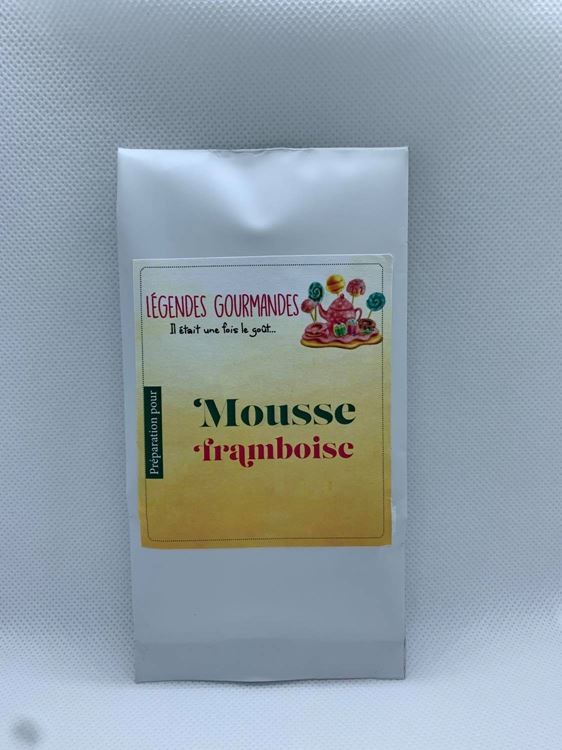 LÉGENDES GOURMANDES
Il était une fois le goût...
Préparation pour
Mousse
framboise